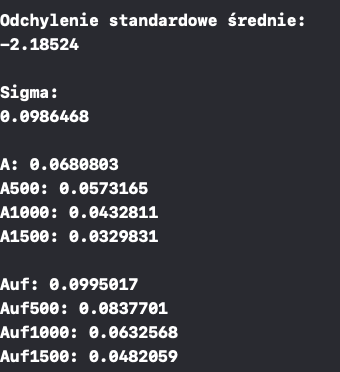 Odchylenie standardowe średnie:
-2.18524
Sigma:
0.0986468
A: 0.0680803
A500: 0.0573165
A1000: 0.0432811
A1500: 0.0329831
Auf: 0.0995017
Auf500: 0.0837701
Auf1000: 0.0632568
Auf1500: 0.0482059